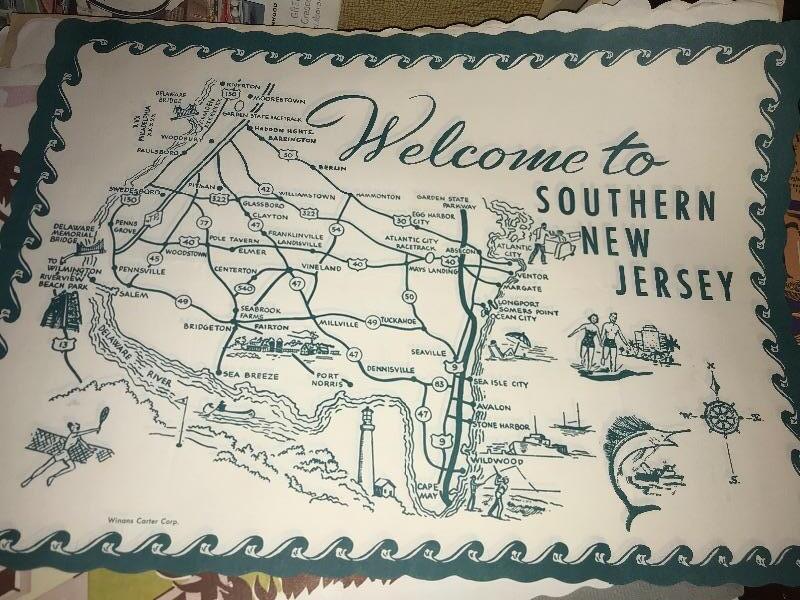 Welcome to
SOUTHERN
NEW
JERSEY
RIVERTON
130
MOORESTOWN
DELAWARE
BRIDGE
PHILADELPHIA
CAMDEN
GARDEN STATE RACETRACK
HADDON HGHTS.
BARRINGTON
WOODBURY
PAULSBORO
30
BERLIN
SWEDESBORO
130
PITMAN
42
WILLIAMSTOWN
HAMMONTON
GARDEN STATE
PARKWAY
322
GLASSBORO
322
CLAYTON
30
EGG HARBOR
CITY
PENNS
GROVE
77
47
54
FRANKLINVILLE
LANDISVILLE
DELAWARE
MEMORIAL
BRIDGE
40
POLE TAVERN
ELMER
ATLANTIC CITY
RACETRACK
ABSECON
ATLANTIC
CITY
45
WOODSTOWN
TO
WILMINGTON
RIVERVIEW
BEACH PARK
PENNSVILLE
CENTERTON
VINELAND
40
MAYS LANDING
40
VENTOR
MARGATE
SALEM
540
47
50
49
SEABROOK
FARMS
LONGPORT
SOMERS POINT
OCEAN CITY
BRIDGETON
FAIRTON
MILLVILLE
49
TUCKAHOE
13
DELAWARE RIVER
47
SEAVILLE
SEA BREEZE
PORT
NORRIS
DENNISVILLE
9
83
SEA ISLE CITY
47
AVALON
STONE HARBOR
9
WILDWOOD
CAPE
MAY
N
W
E
S
Winans Carter Corp.